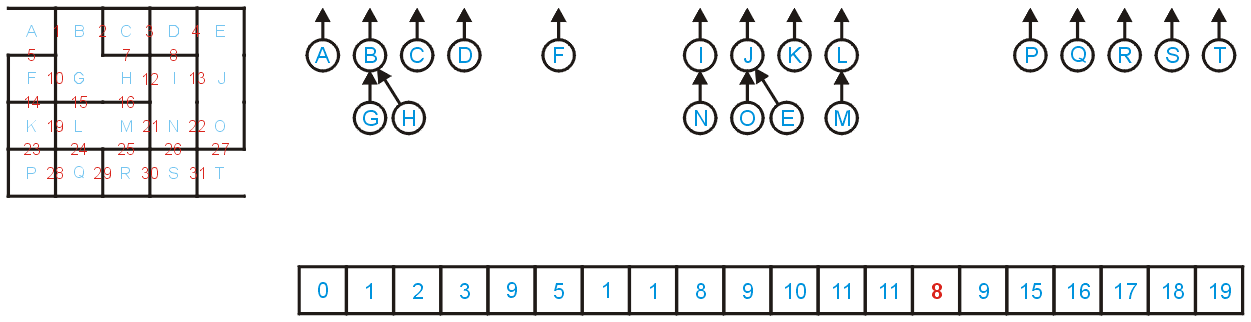 A 1 B 2 C 3 D 4 E
5 7 8
F 10 G H 12 I 13 J
14 15 16
K 19 L M 21 N 22 O
23 24 25 26 27
P 28 Q 29 R 30 S 31 T
A B C D F I J K L P Q R S T
G H N O E M
0 1 2 3 9 5 1 1 8 9 10 11 11 8 9 15 16 17 18 19